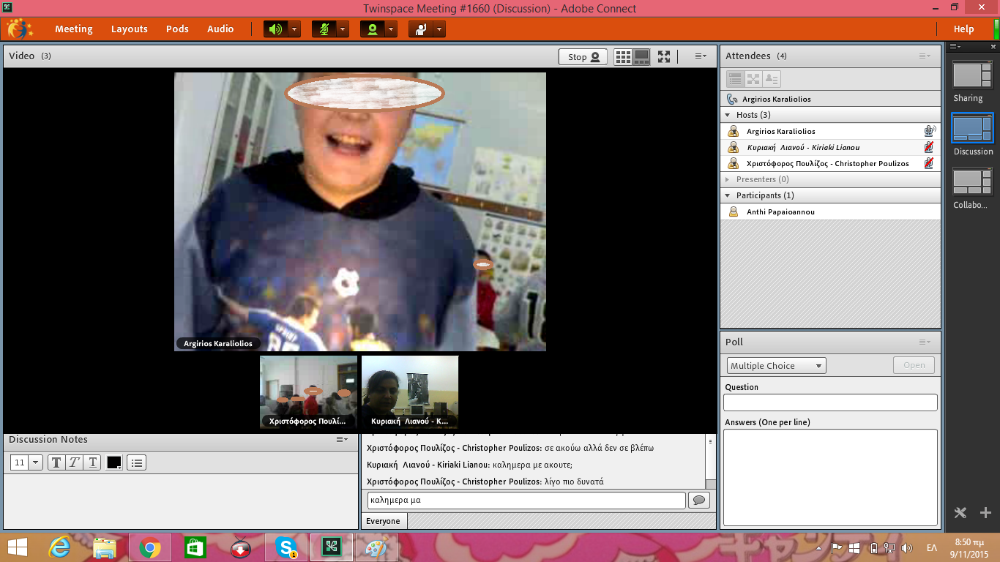 Twinspace Meeting #1660 (Discussion) - Adobe Connect
Meeting Layouts Pods Audio Help
Video (3)
Stop
Argirios Karaliolios
Χριστόφορος Πουλί...
Κυριακή Λιανού - Κ...
Attendees (4)
Argirios Karaliolios
Hosts (3)
Argirios Karaliolios
Κυριακή Λιανού - Kiriaki Lianou
Χριστόφορος Πουλίζος - Christopher Poulizos
Presenters (0)
Participants (1)
Anthi Papaioannou
Sharing
Discussion
Collabo...
Poll
Multiple Choice
Open
Question
Answers (One per line)
Discussion Notes
11 T T T
Χριστόφορος Πουλίζος - Christopher Poulizos: σε ακούω αλλά δεν σε βλέπω
Κυριακή Λιανού - Kiriaki Lianou: καλημερα με ακουτε;
Χριστόφορος Πουλίζος - Christopher Poulizos: λίγο πιο δυνατά
καλημερα μα
Everyone
ΕΛ
8:50 πμ
9/11/2015